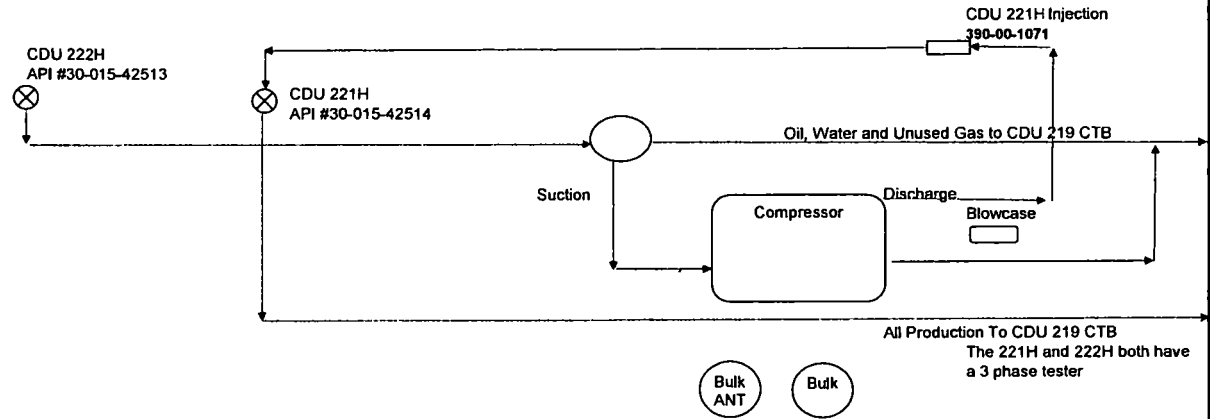 CDU 221H Injection
390-00-1071
CDU 222H
API #30-015-42513
CDU 221H
API #30-015-42514
Oil, Water and Unused Gas to CDU 219 CTB
Suction
Discharge
Compressor
Blowcase
All Production To CDU 219 CTB
The 221H and 222H both have
a 3 phase tester
Bulk
ANT
Bulk